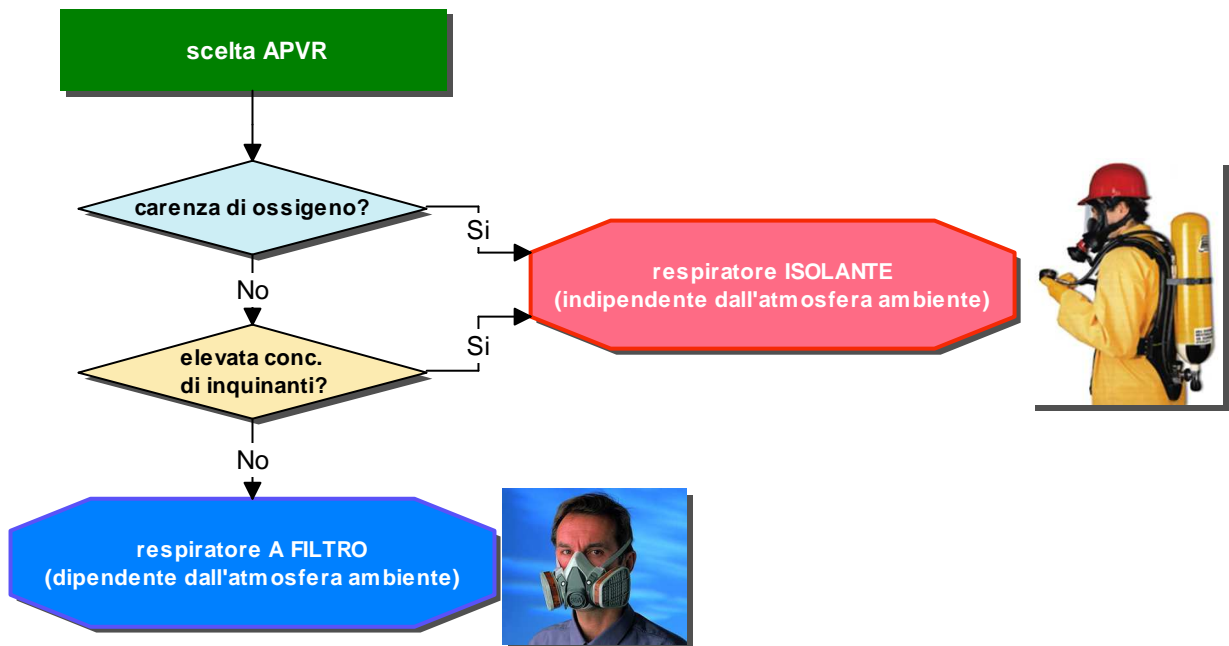 scelta APVR
carenza di ossigeno?
Si
respiratore ISOLANTE
(indipendente dall'atmosfera ambiente)
No
elevata conc.
di inquinanti?
Si
No
respiratore A FILTRO
(dipendente dall'atmosfera ambiente)